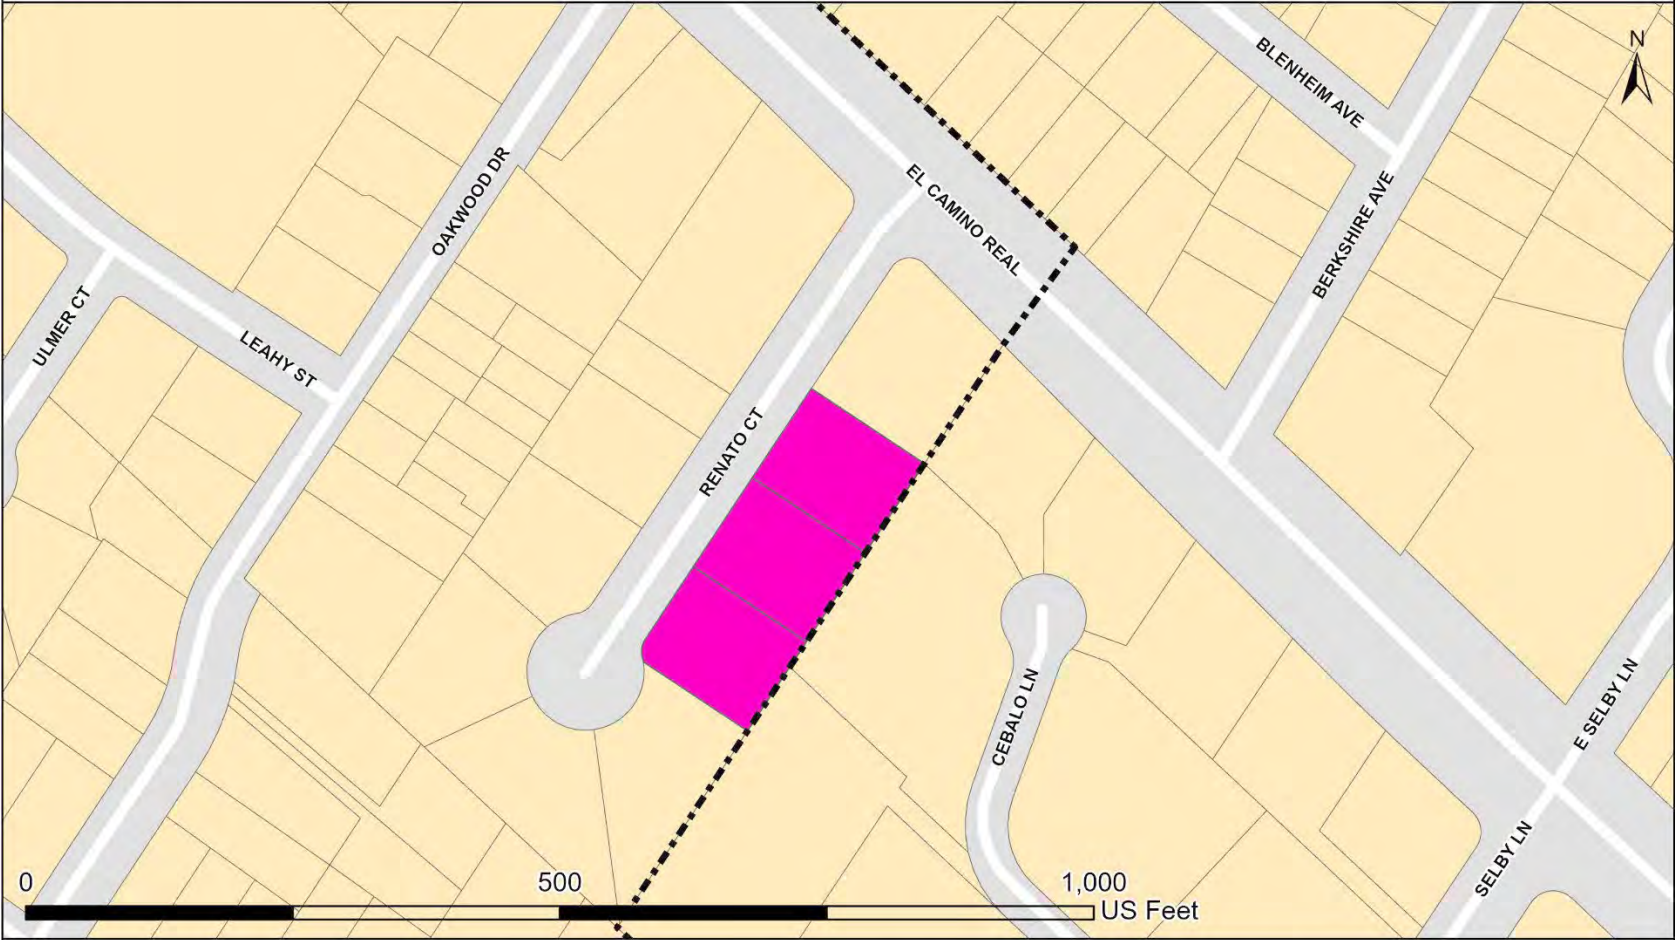 N
BLENHEIM AVE
OAKWOOD DR
EL CAMINO REAL
BERKSHIRE AVE
ULMER CT
LEAHY ST
RENATO CT
CEBALO LN
E SELBY LN
SELBY LN
0 500 1,000
US Feet